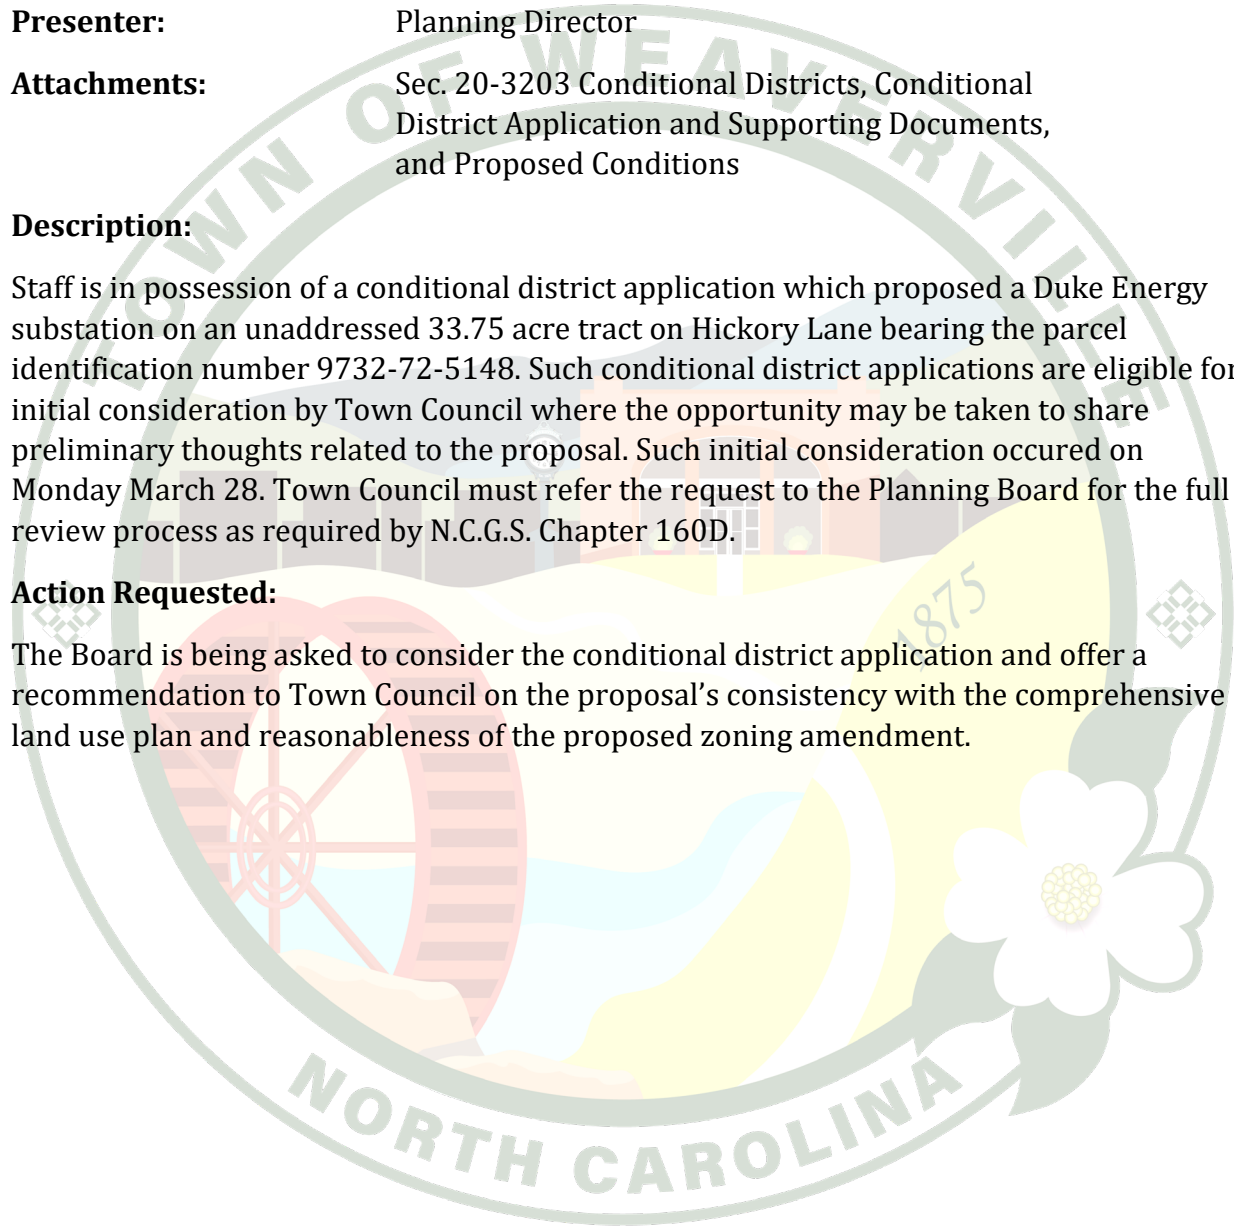 Presenter: Planning Director
Attachments: Sec. 20-3203 Conditional Districts, Conditional
District Application and Supporting Documents,
and Proposed Conditions
Description:
Staff is in possession of a conditional district application which proposed a Duke Energy
substation on an unaddressed 33.75 acre tract on Hickory Lane bearing the parcel
identification number 9732-72-5148. Such conditional district applications are eligible for
initial consideration by Town Council where the opportunity may be taken to share
preliminary thoughts related to the proposal. Such initial consideration occured on
Monday March 28. Town Council must refer the request to the Planning Board for the full
review process as required by N.C.G.S. Chapter 160D.
Action Requested:
The Board is being asked to consider the conditional district application and offer a
recommendation to Town Council on the proposal’s consistency with the comprehensive
land use plan and reasonableness of the proposed zoning amendment.
TOWN OF WEAVERVILLE
1875
NORTH CAROLINA